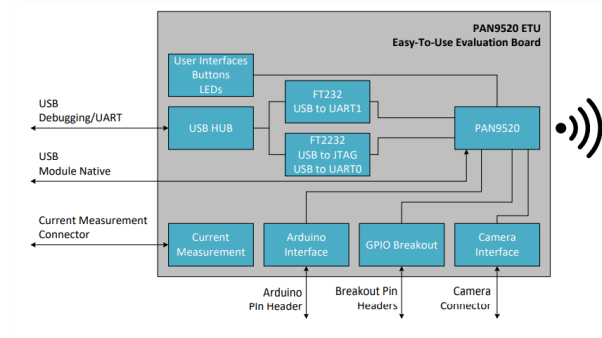 PAN9520 ETU
Easy-To-Use Evaluation Board
User Interfaces
Buttons
LEDs
FT232
USB to UART1
USB
Debugging/UART
USB HUB
PAN9520
FT2232
USB to JTAG
USB to UART0
USB
Module Native
Current Measurement
Connector
Current
Measurement
Arduino
Interface
GPIO Breakout
Camera
Interface
Arduino
Pin Header
Breakout Pin
Headers
Camera
Connector